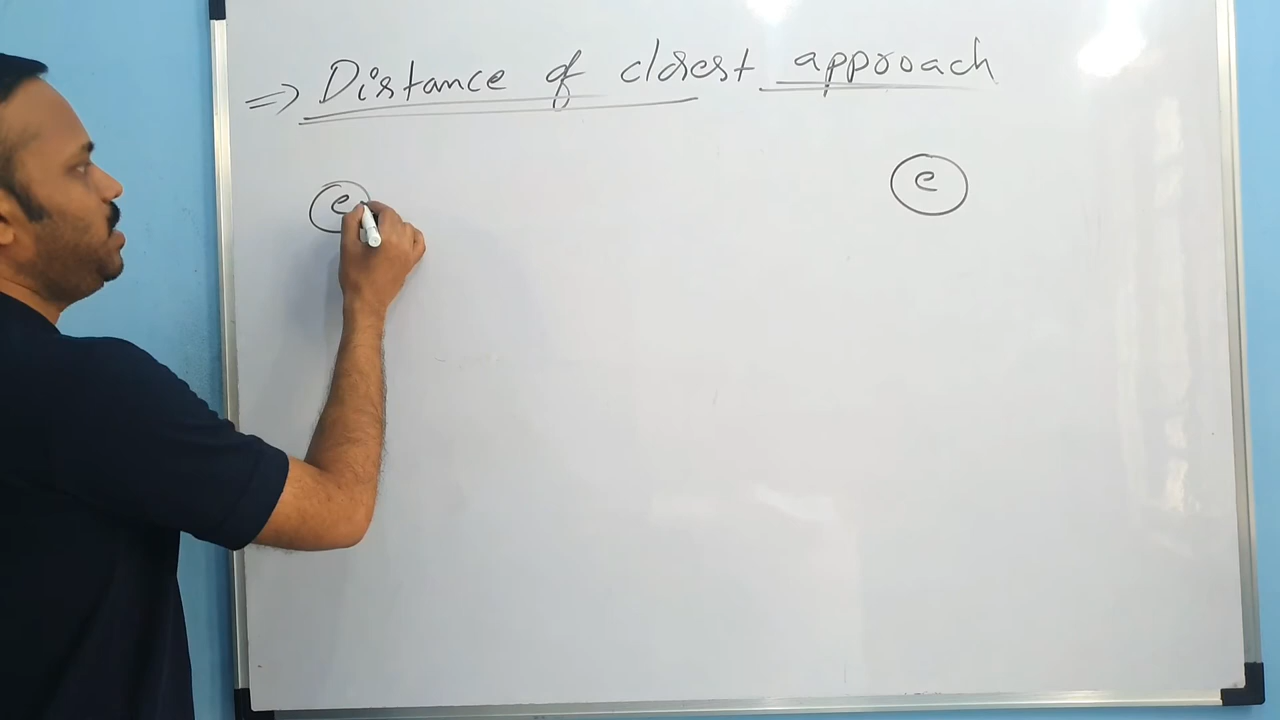 ⇒ Distance of closest approach
e e